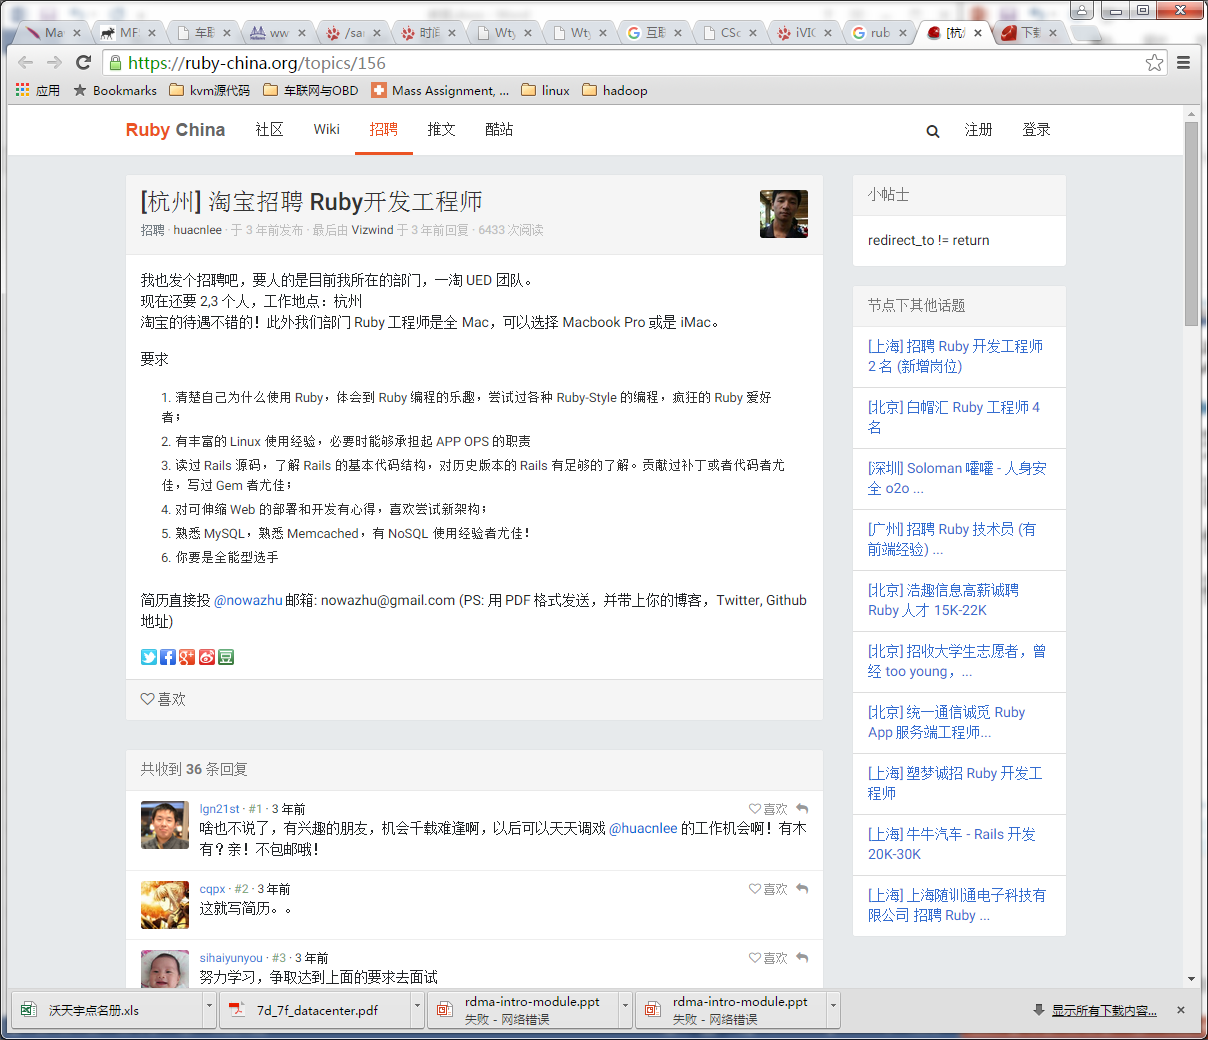 Ma
MF
车联
ww
/sa
时间
Wty
Wty
互联
CSc
iVIC
rub
[杭州
下载
https://ruby-china.org/topics/156
应用
Bookmarks
kvm源代码
车联网与OBD
Mass Assignment, ...
linux
hadoop
Ruby China
社区
Wiki
招聘
推文
酷站
注册
登录
[杭州] 淘宝招聘 Ruby开发工程师
招聘 · huacnlee · 于 3 年前发布 · 最后由 Vizwind 于 3 年前回复 · 6433 次阅读
我也发个招聘吧，要人的是目前我所在的部门，一淘 UED 团队。
现在还要 2,3 个人，工作地点：杭州
淘宝的待遇不错的！此外我们部门 Ruby 工程师是全 Mac，可以选择 Macbook Pro 或是 iMac。
要求
1. 清楚自己为什么使用 Ruby，体会到 Ruby 编程的乐趣，尝试过各种 Ruby-Style 的编程，疯狂的 Ruby 爱好
者；
2. 有丰富的 Linux 使用经验，必要时能够承担起 APP OPS 的职责
3. 读过 Rails 源码，了解 Rails 的基本代码结构，对历史版本的 Rails 有足够的了解。贡献过补丁或者代码者尤
佳，写过 Gem 者尤佳；
4. 对可伸缩 Web 的部署和开发有心得，喜欢尝试新架构；
5. 熟悉 MySQL，熟悉 Memcached，有 NoSQL 使用经验者尤佳！
6. 你要是全能型选手
简历直接投 @nowazhu 邮箱: nowazhu@gmail.com (PS: 用 PDF 格式发送，并带上你的博客，Twitter, Github
地址)
喜欢
共收到 36 条回复
lgn21st · #1 · 3 年前
喜欢
啥也不说了，有兴趣的朋友，机会千载难逢啊，以后可以天天调戏 @huacnlee 的工作机会啊！有木
有？亲！不包邮哦！
cqpx · #2 · 3 年前
喜欢
这就写简历。。
sihaiyunyou · #3 · 3 年前
喜欢
努力学习，争取达到上面的要求去面试
小帖士
redirect_to != return
节点下其他话题
[上海] 招聘 Ruby 开发工程师
2 名 (新增岗位)
[北京] 白帽汇 Ruby 工程师 4
名
[深圳] Soloman 嚯嚯 - 人身安
全 o2o ...
[广州] 招聘 Ruby 技术员 (有
前端经验) ...
[北京] 浩趣信息高薪诚聘
Ruby 人才 15K-22K
[北京] 招收大学生志愿者，曾
经 too young，...
[北京] 统一通信诚觅 Ruby
App 服务端工程师...
[上海] 塑梦诚招 Ruby 开发工
程师
[上海] 牛牛汽车 - Rails 开发
20K-30K
[上海] 上海随训通电子科技有
限公司 招聘 Ruby ...
沃天宇点名册.xls
7d_7f_datacenter.pdf
rdma-intro-module.ppt
失败 - 网络错误
rdma-intro-module.ppt
失败 - 网络错误
显示所有下载内容...